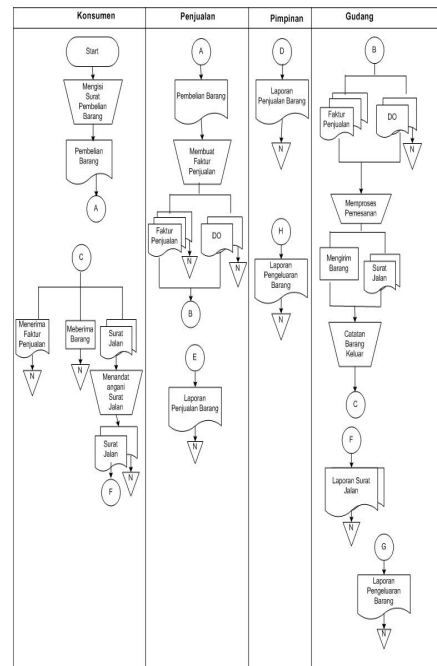 Konsumen
Penjualan
Pimpinan
Gudang
Start
Mengisi
Surat
Pembelian
Barang
Pembelian
Barang
A
C
Menerima
Faktur
Penjualan
Meberima
Barang
Surat
Jalan
N
N
Menandat
angani
Surat
Jalan
Surat
Jalan
N
F
A
Pembelian Barang
Membuat
Faktur
Penjualan
Faktur
Penjualan
DO
N
N
B
E
Laporan
Penjualan Barang
N
D
Laporan
Penjualan Barang
N
H
Laporan
Pengeluaran
Barang
N
B
Faktur
Penjualan
DO
N
Memproses
Pemesanan
Mengirim
Barang
Surat
Jalan
Catatan
Barang
Keluar
C
F
Laporan Surat
Jalan
N
G
Laporan
Pengeluaran
Barang
N